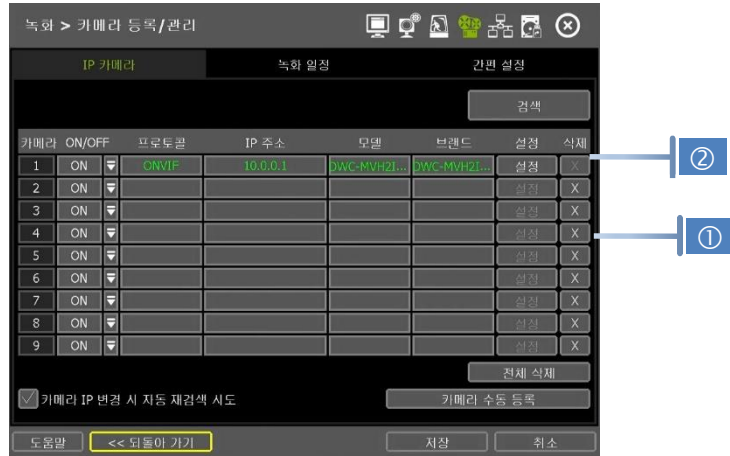 녹화 > 카메라 등록/관리
IP 카메라 녹화 일정 간편 설정
검색
카메라 ON/OFF 프로토콜 IP 주소 모델 브랜드 설정 삭제
1 ON ONVIF 10.0.0.1 DWC-MVH2I... DWC-MVH2I... 설정 X
②
2 ON 설정 X
3 ON 설정 X
4 ON 설정 X
①
5 ON 설정 X
6 ON 설정 X
7 ON 설정 X
8 ON 설정 X
9 ON 설정 X
전체 삭제
카메라 IP 변경 시 자동 재검색 시도
카메라 수동 등록
도움말 << 되돌아 가기 저장 취소